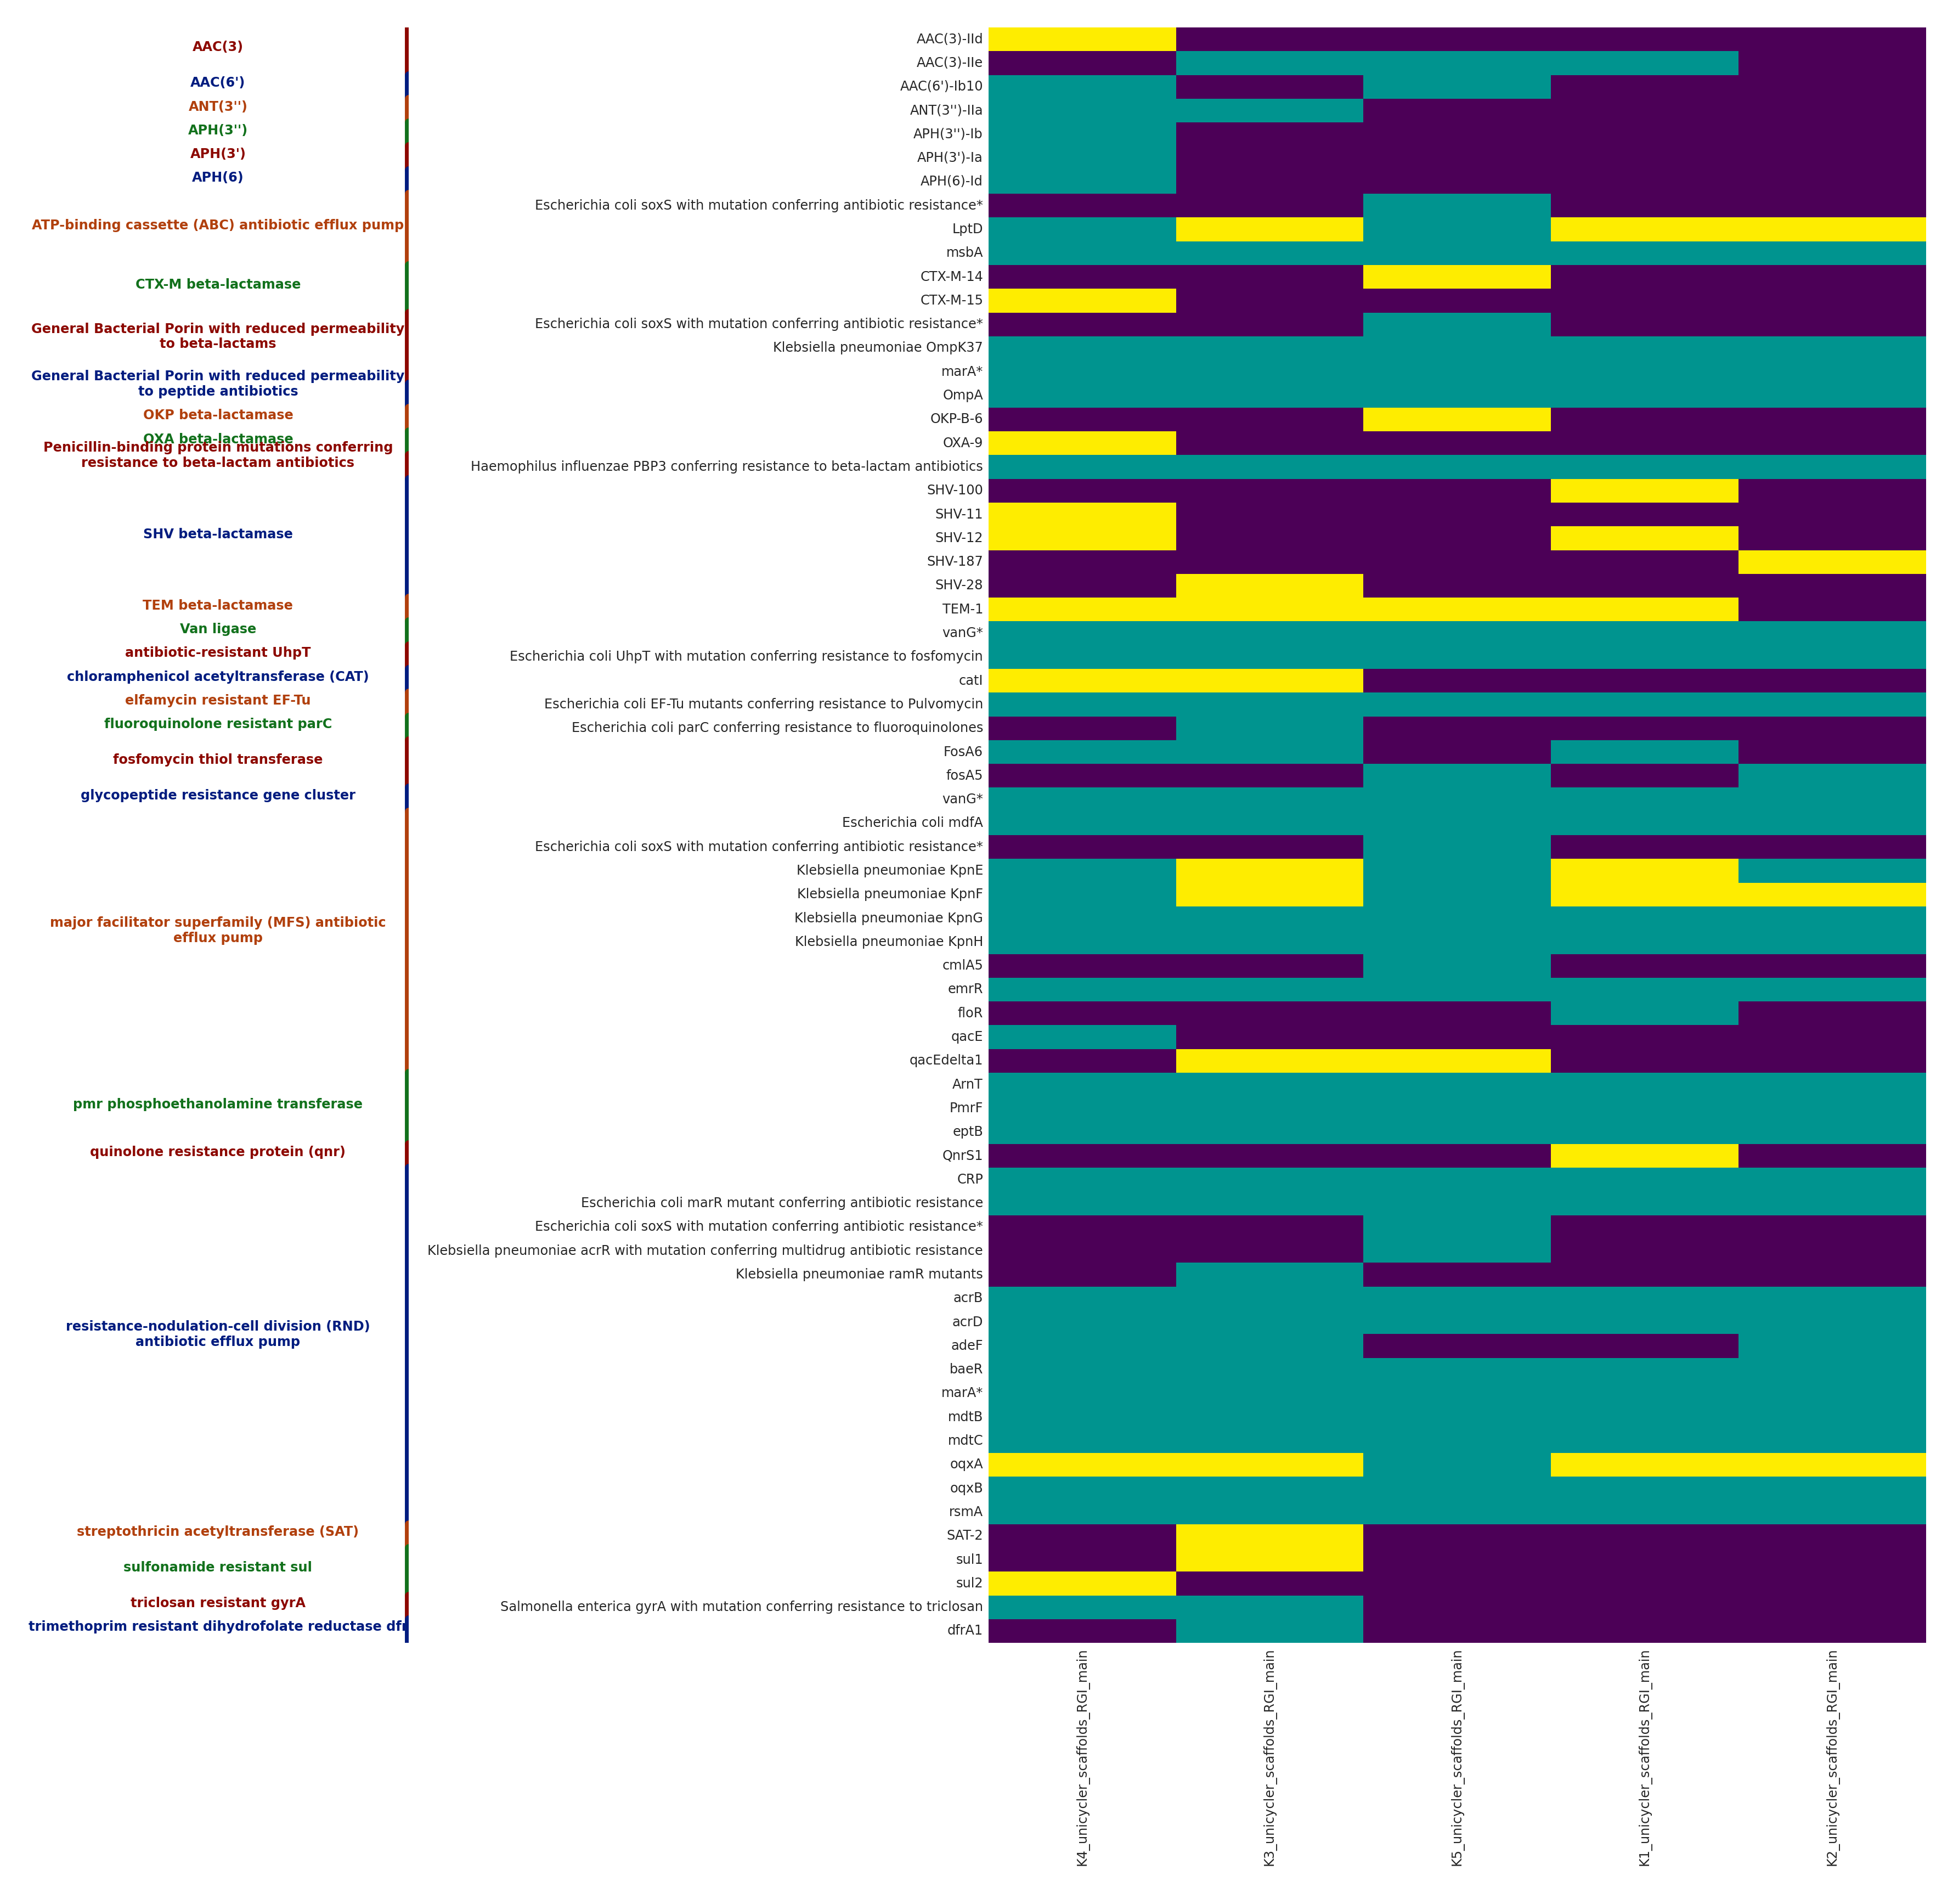 AAC(3)
AAC(6')
ANT(3'')
APH(3'')
APH(3')
APH(6)
ATP-binding cassette (ABC) antibiotic efflux pump
CTX-M beta-lactamase
General Bacterial Porin with reduced permeability
to beta-lactams
General Bacterial Porin with reduced permeability
to peptide antibiotics
OKP beta-lactamase
OXA beta-lactamase
Penicillin-binding protein mutations conferring
resistance to beta-lactam antibiotics
SHV beta-lactamase
TEM beta-lactamase
Van ligase
antibiotic-resistant UhpT
chloramphenicol acetyltransferase (CAT)
elfamycin resistant EF-Tu
fluoroquinolone resistant parC
fosfomycin thiol transferase
glycopeptide resistance gene cluster
major facilitator superfamily (MFS) antibiotic
efflux pump
pmr phosphoethanolamine transferase
quinolone resistance protein (qnr)
resistance-nodulation-cell division (RND)
antibiotic efflux pump
streptothricin acetyltransferase (SAT)
sulfonamide resistant sul
triclosan resistant gyrA
trimethoprim resistant dihydrofolate reductase dfr
AAC(3)-IId
AAC(3)-IIe
AAC(6')-Ib10
ANT(3'')-IIa
APH(3'')-Ib
APH(3')-Ia
APH(6)-Id
Escherichia coli soxS with mutation conferring antibiotic resistance*
LptD
msbA
CTX-M-14
CTX-M-15
Escherichia coli soxS with mutation conferring antibiotic resistance*
Klebsiella pneumoniae OmpK37
marA*
OmpA
OKP-B-6
OXA-9
Haemophilus influenzae PBP3 conferring resistance to beta-lactam antibiotics
SHV-100
SHV-11
SHV-12
SHV-187
SHV-28
TEM-1
vanG*
Escherichia coli UhpT with mutation conferring resistance to fosfomycin
catI
Escherichia coli EF-Tu mutants conferring resistance to Pulvomycin
Escherichia coli parC conferring resistance to fluoroquinolones
FosA6
fosA5
vanG*
Escherichia coli mdfA
Escherichia coli soxS with mutation conferring antibiotic resistance*
Klebsiella pneumoniae KpnE
Klebsiella pneumoniae KpnF
Klebsiella pneumoniae KpnG
Klebsiella pneumoniae KpnH
cmlA5
emrR
floR
qacE
qacEdelta1
ArnT
PmrF
eptB
QnrS1
CRP
Escherichia coli marR mutant conferring antibiotic resistance
Escherichia coli soxS with mutation conferring antibiotic resistance*
Klebsiella pneumoniae acrR with mutation conferring multidrug antibiotic resistance
Klebsiella pneumoniae ramR mutants
acrB
acrD
adeF
baeR
marA*
mdtB
mdtC
oqxA
oqxB
rsmA
SAT-2
sul1
sul2
Salmonella enterica gyrA with mutation conferring resistance to triclosan
dfrA1
K4_unicycler_scaffolds_RGI_main
K3_unicycler_scaffolds_RGI_main
K5_unicycler_scaffolds_RGI_main
K1_unicycler_scaffolds_RGI_main
K2_unicycler_scaffolds_RGI_main